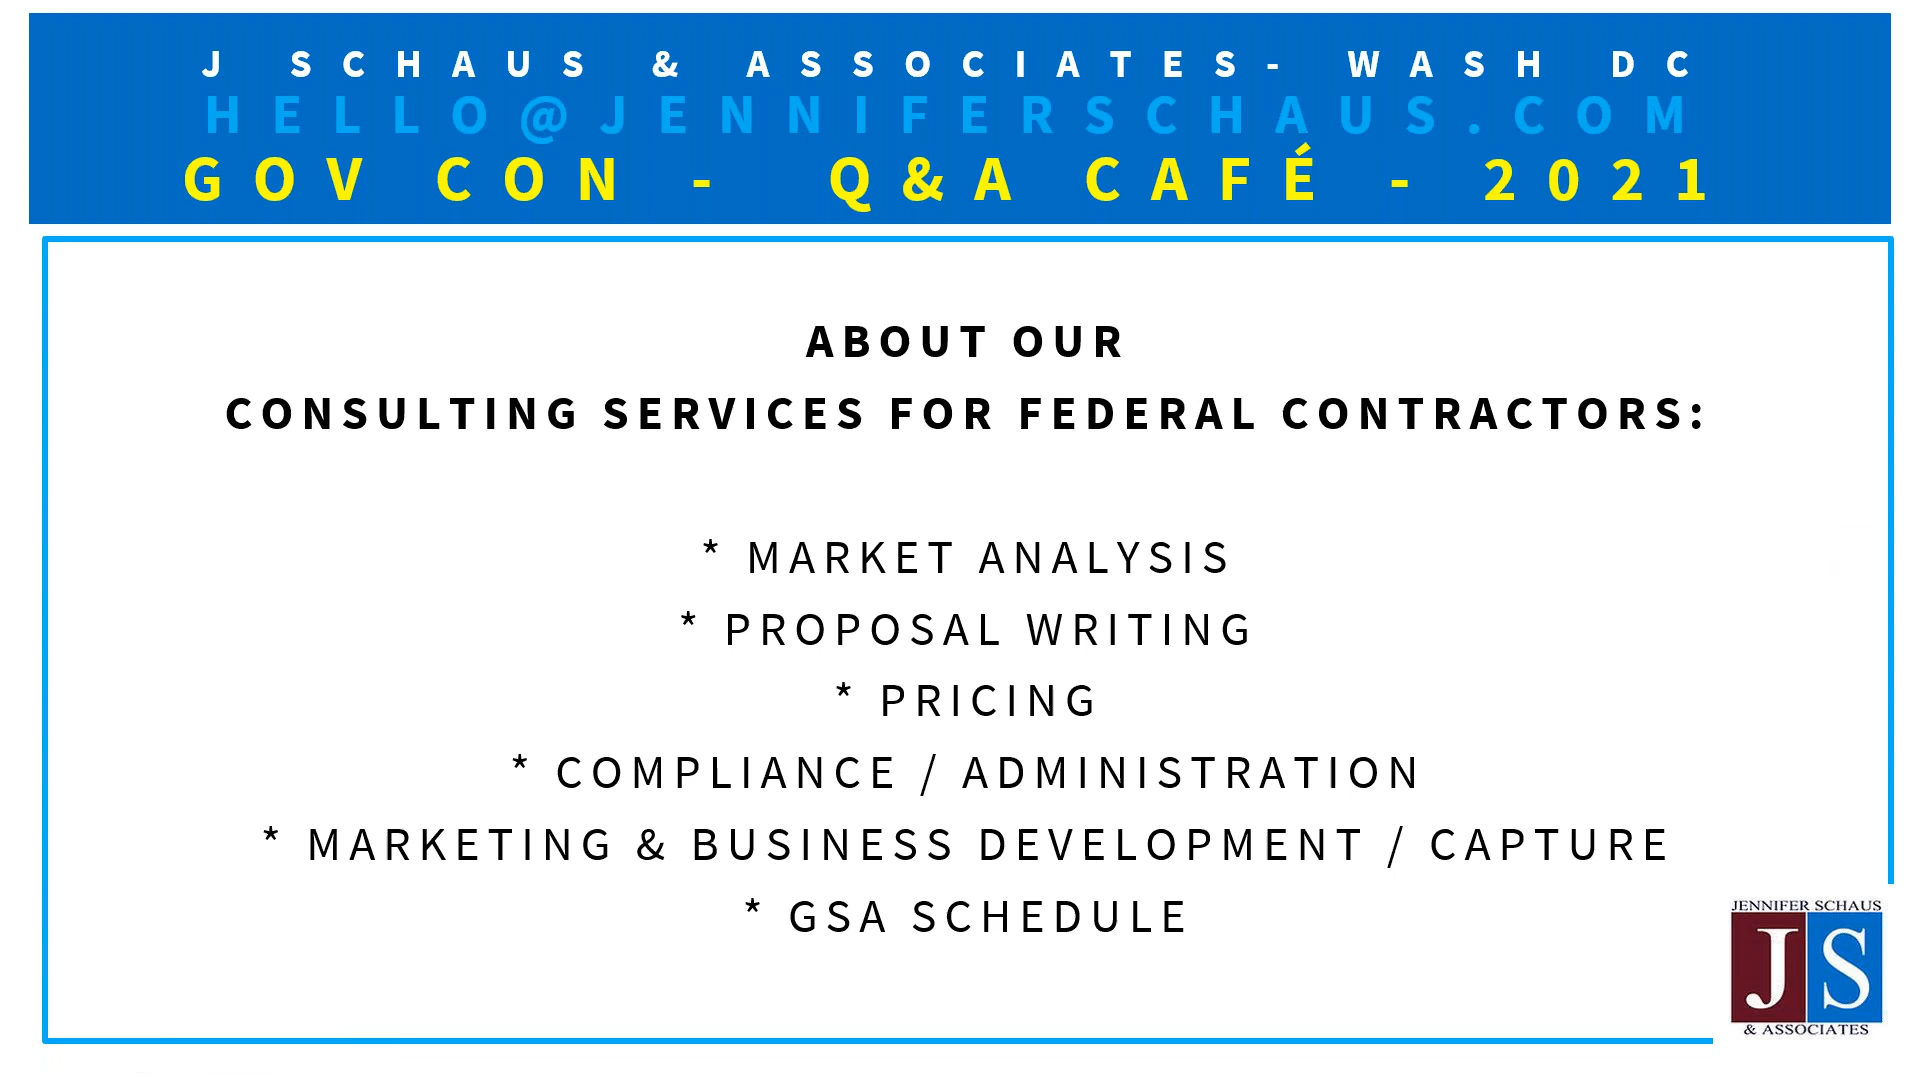 J SCHAUS & ASSOCIATES- WASH DC
HELLO@JENNIFERSCHAUS.COM
GOV CON - Q&A CAFÉ - 2021
ABOUT OUR
CONSULTING SERVICES FOR FEDERAL CONTRACTORS:
* MARKET ANALYSIS
* PROPOSAL WRITING
* PRICING
* COMPLIANCE / ADMINISTRATION
* MARKETING & BUSINESS DEVELOPMENT / CAPTURE
* GSA SCHEDULE
JENNIFER SCHAUS
JS
& ASSOCIATES